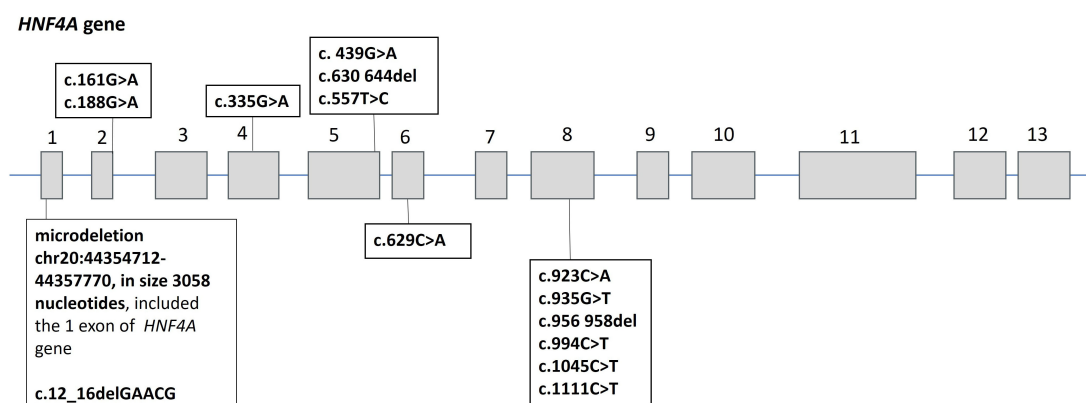 HNF4A gene
c.161G>A
c.188G>A
c.335G>A
c. 439G>A
c.630 644del
c.557T>C
1 2 3 4 5 6 7 8 9 10 11 12 13
microdeletion
chr20:44354712-
44357770, in size 3058
nucleotides, included
the 1 exon of HNF4A
gene
c.12_16delGAACG
c.629C>A
c.923C>A
c.935G>T
c.956 958del
c.994C>T
c.1045C>T
c.1111C>T